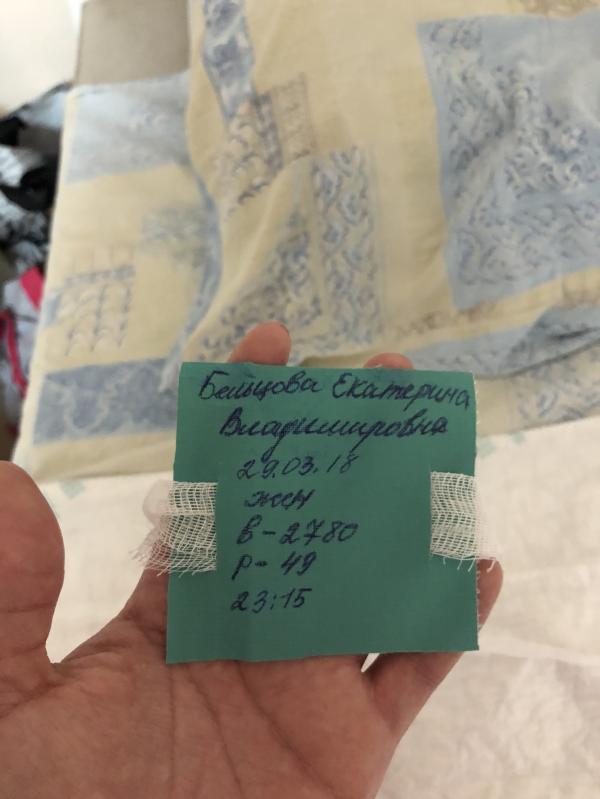 Бельцова Екатерина
Владимировна
29.03.18
жен
в-2780
р-49
23:15